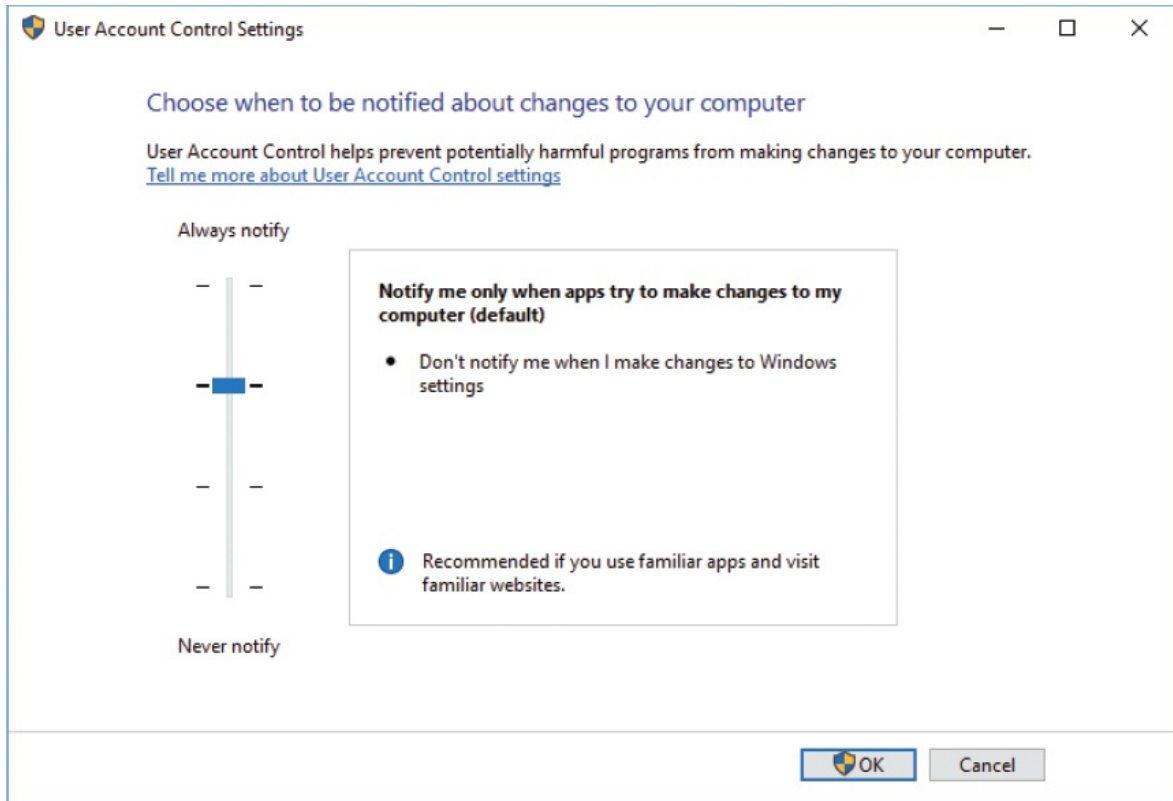 User Account Control Settings
Choose when to be notified about changes to your computer
User Account Control helps prevent potentially harmful programs from making changes to your computer.
Tell me more about User Account Control settings
Always notify
Notify me only when apps try to make changes to my
computer (default)
• Don't notify me when I make changes to Windows
settings
Recommended if you use familiar apps and visit
familiar websites.
Never notify
OK
Cancel